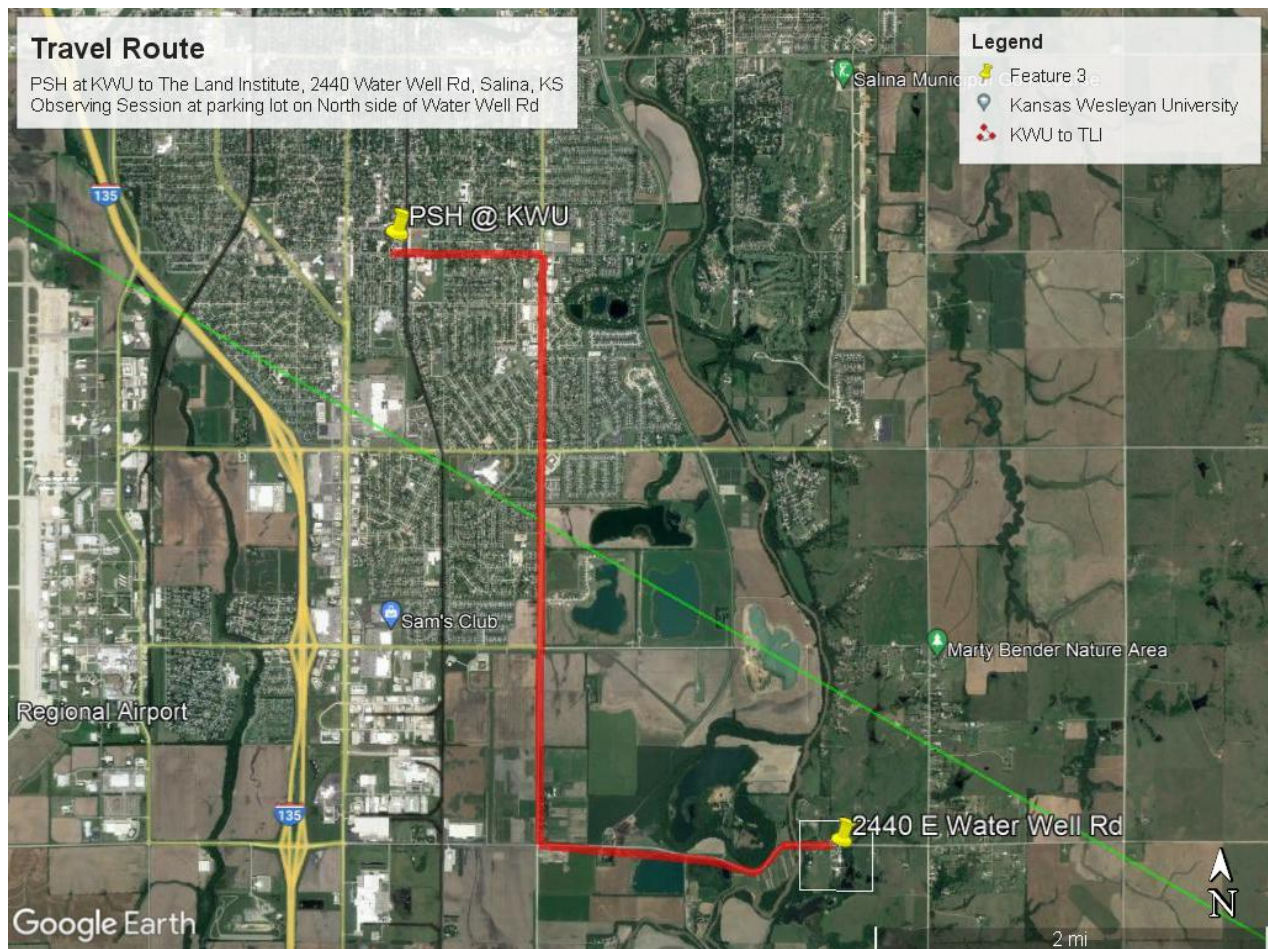 Travel Route
PSH at KWU to The Land Institute, 2440 Water Well Rd, Salina, KS
Observing Session at parking lot on North side of Water Well Rd
Legend
Feature 3
Kansas Wesleyan University
KWU to TLI
Salina Municipal
135
PSH @ KWU
Sam's Club
Marty Bender Nature Area
Regional Airport
135
2440 E Water Well Rd
N
Google Earth
2 mi